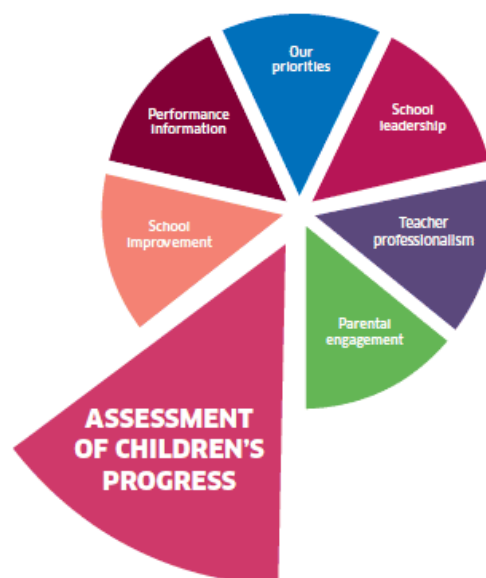 Our
priorities
School
leadership
Teacher
professionalism
Parental
engagement
ASSESSMENT
OF CHILDREN'S
PROGRESS
School
improvement
Performance
information